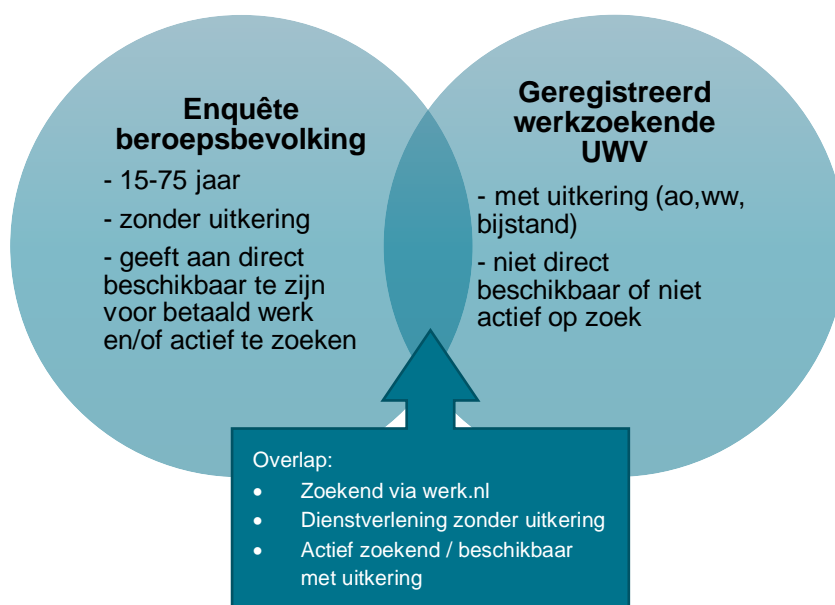 Enquête
beroepsbevolking
- 15-75 jaar
- zonder uitkering
- geeft aan direct
beschikbaar te zijn
voor betaald werk
en/of actief te zoeken
Geregistreerd
werkzoekende
UWV
- met uitkering (ao,ww,
bijstand)
- niet direct
beschikbaar of niet
actief op zoek
Overlap:
• Zoekend via werk.nl
• Dienstverlening zonder uitkering
• Actief zoekend / beschikbaar
met uitkering